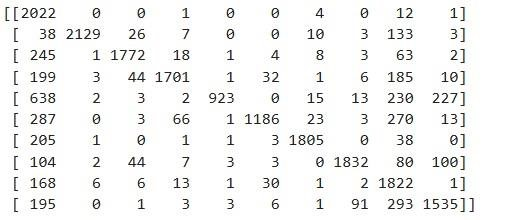 [[2022 0 0 1 0 0 4 0 12 1]
[ 38 2129 26 7 0 0 10 3 133 3]
[ 245 1 1772 18 1 4 8 3 63 2]
[ 199 3 44 1701 1 32 1 6 185 10]
[ 638 2 3 2 923 0 15 13 230 227]
[ 287 0 3 66 1 1186 23 3 270 13]
[ 205 1 0 1 1 3 1805 0 38 0]
[ 104 2 44 7 3 3 0 1832 80 100]
[ 168 6 6 13 1 30 1 2 1822 1]
[ 195 0 1 3 3 6 1 91 293 1535]]